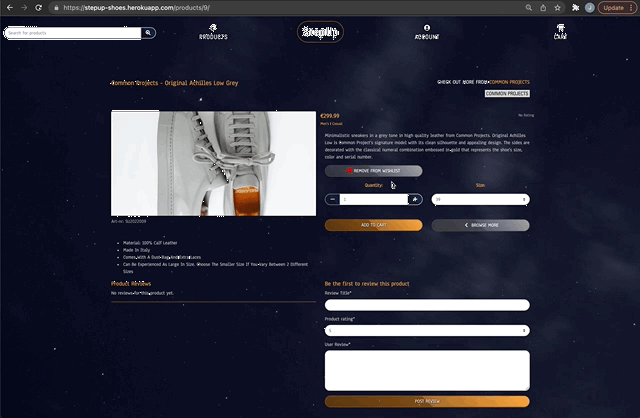 https://stepup-shoes.herokuapp.com/products/9/
Update
Search for products
PRODUCTS
StepUp
ACCOUNT
CART
Common Projects - Original Achilles Low Grey
CHECK OUT MORE FROM COMMON PROJECTS
COMMON PROJECTS
€299.99
No Rating
Men's Casual
Minimalistic sneakers in a grey tone in high quality leather from Common Projects. Original Achilles
Low is Common Project's signature model with its clean silhouette and appealing design. The sides are
decorated with the classical numeral combination embossed in gold that represents the shoe's size,
color and serial number.
REMOVE FROM WISHLIST
Quantity:
Size:
1
39
ADD TO CART
BROWSE MORE
Art-nr: SU2022009
Material: 100% Calf Leather
Made In Italy
Comes With A Dust-Bag And Extra Laces
Can Be Experienced As Large In Size. Choose The Smaller Size If You Vary Between 2 Different
Sizes
Product Reviews
No reviews for this product yet.
Be the first to review this product
Review Title*
Product rating*
User Review*
POST REVIEW